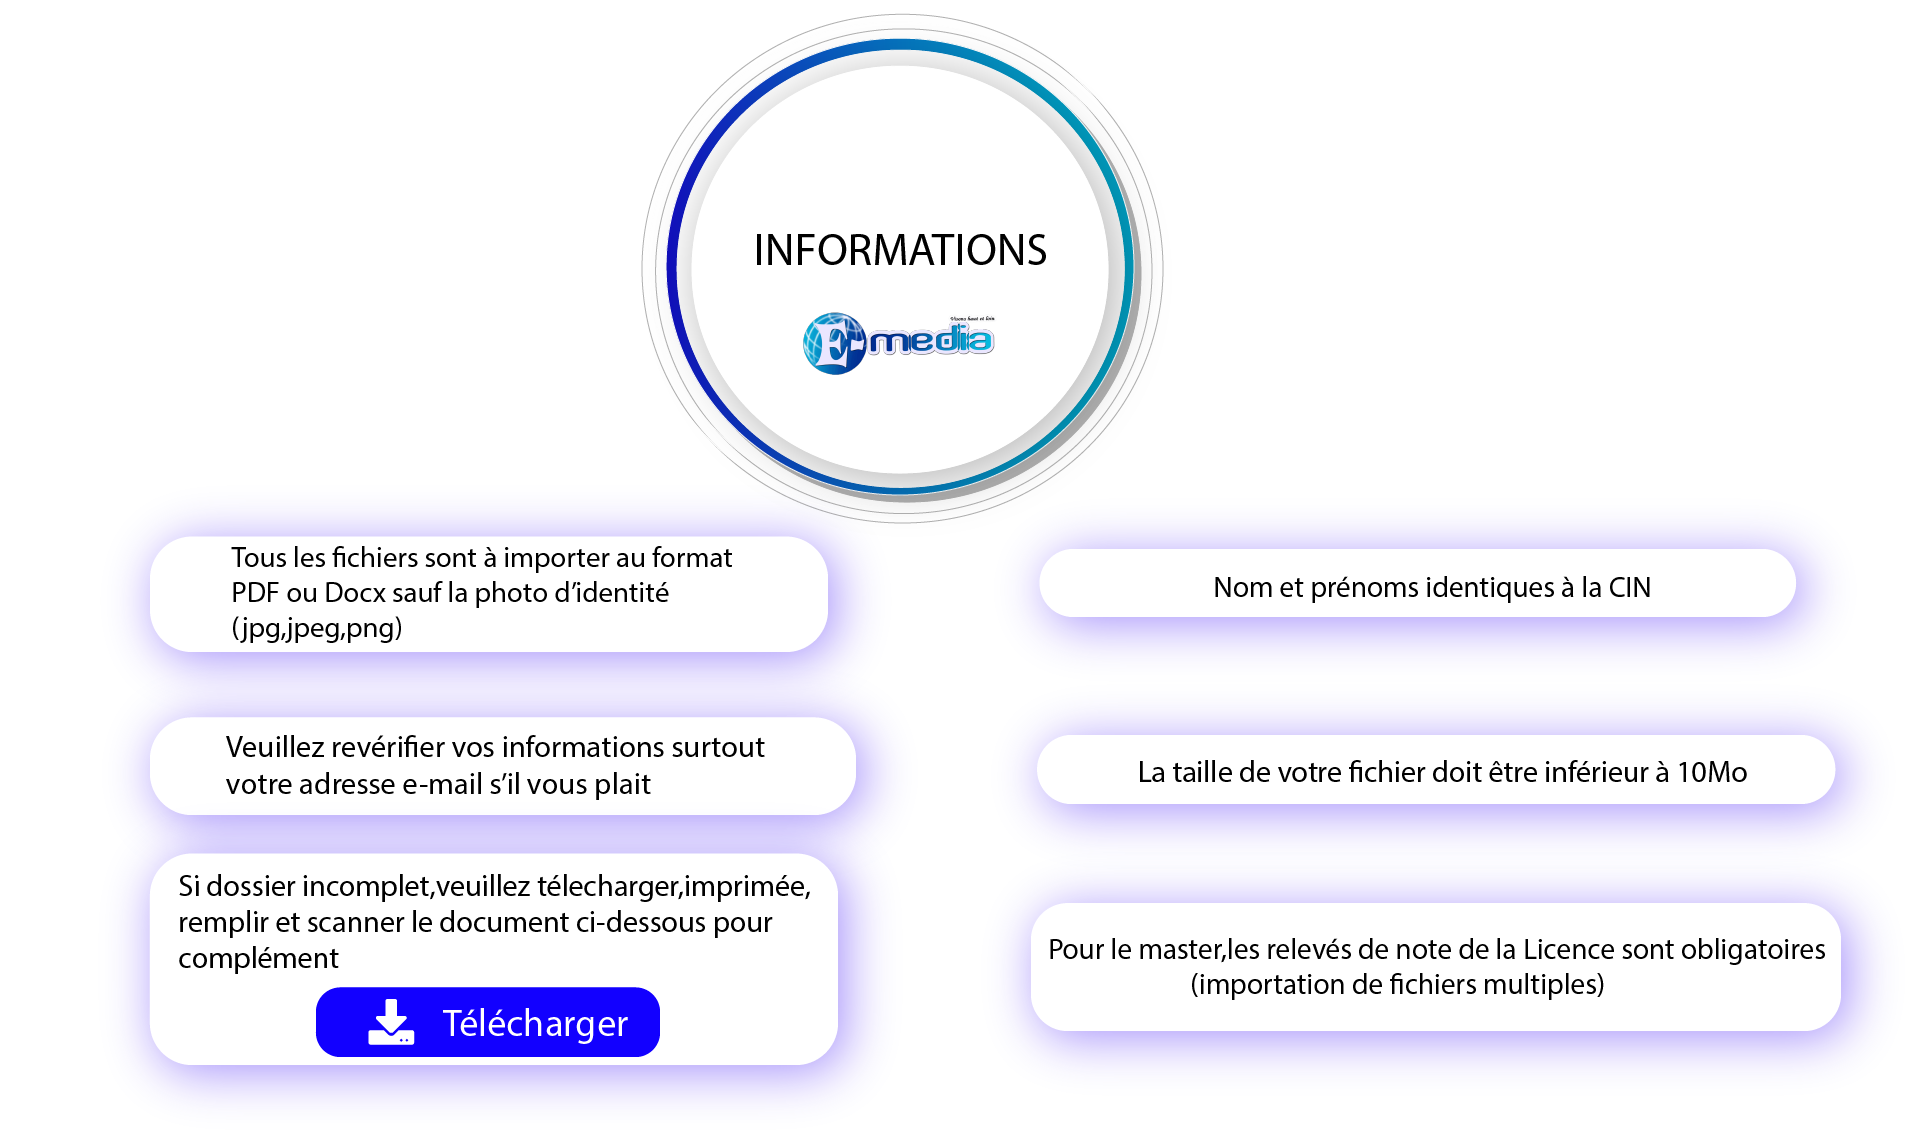 INFORMATIONS
Visons haut et loin
E-media
Tous les fichiers sont à importer au format
PDF ou Docx sauf la photo d’identité
(jpg,jpeg,png)
Nom et prénoms identiques à la CIN
Veuillez revérifier vos informations surtout
votre adresse e-mail s’il vous plait
La taille de votre fichier doit être inférieur à 10Mo
Si dossier incomplet,veuillez télecharger,imprimée,
remplir et scanner le document ci-dessous pour
complément
Télécharger
Pour le master,les relevés de note de la Licence sont obligatoires
(importation de fichiers multiples)